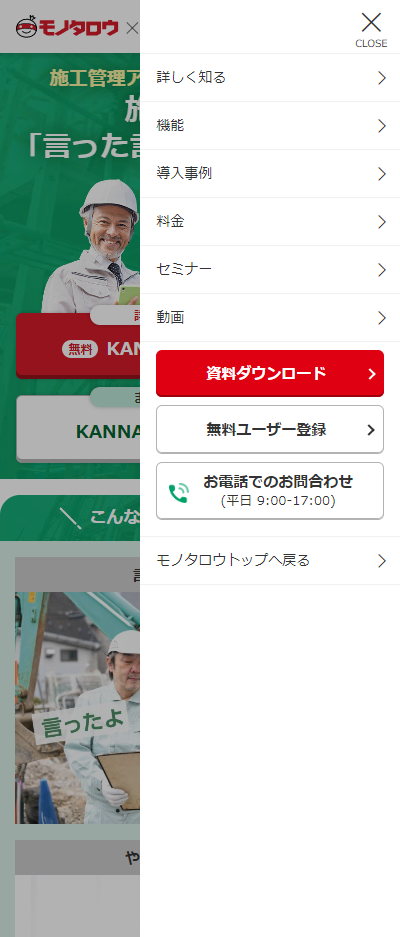 モノタロウ ×
CLOSE
詳しく知る
機能
導入事例
料金
セミナー
動画
資料ダウンロード
無料ユーザー登録
お電話でのお問合わせ
(平日 9:00-17:00)
モノタロウトップへ戻る
施工管理ア
施
「言った言
無料 KAN
KANNA
こんな
言
言ったよ
や